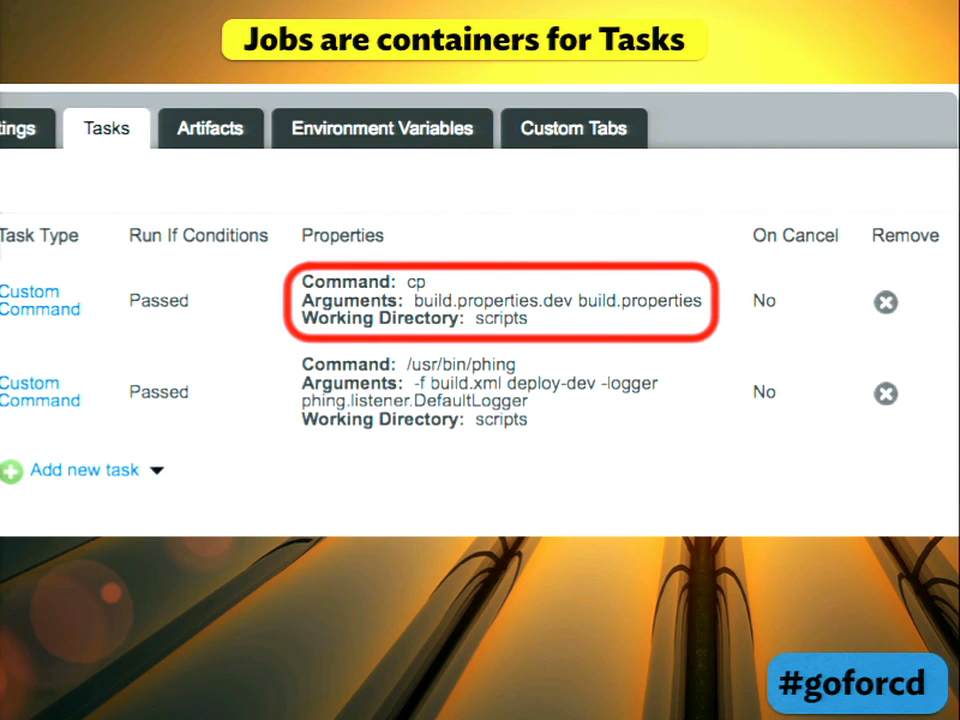 Jobs are containers for Tasks
tings Tasks Artifacts Environment Variables Custom Tabs
Task Type Run If Conditions Properties On Cancel Remove
Custom Command Passed Command: cp No
Arguments: build.properties.dev build.properties
Working Directory: scripts
Custom Command Passed Command: /usr/bin/phing No
Arguments: -f build.xml deploy-dev -logger
phing.listener.DefaultLogger
Working Directory: scripts
Add new task
#goforcd